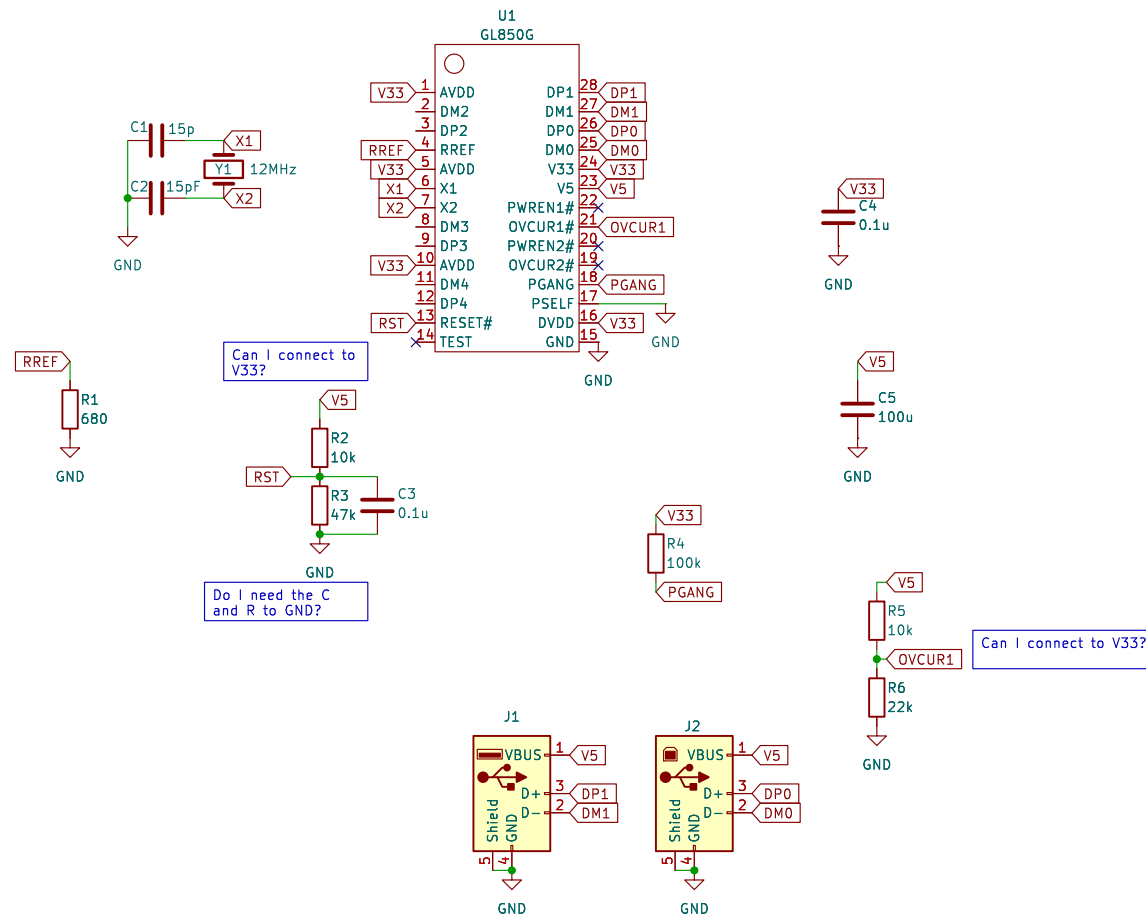 U1
GL850G
V33 1 AVDD DP1 28 DP1
2 DM2 DM1 27 DM1
3 DP2 DP0 26 DP0
RREF 4 RREF DM0 25 DM0
V33 5 AVDD V33 24 V33
X1 6 X1 V5 23 V5
X2 7 X2 PWREN1# 22
8 DM3 OVCUR1# 21 OVCUR1
9 DP3 PWREN2# 20
V33 10 AVDD OVCUR2# 19
11 DM4 PGANG 18 PGANG
12 DP4 PSELF 17
RST 13 RESET# DVDD 16 V33
14 TEST GND 15
GND
GND
C1 15p X1
Y1 12MHz
C2 15pF X2
GND
V33
C4
0.1u
GND
RREF
R1
680
GND
Can I connect to
V33?
V5
R2
10k
RST
R3
47k
C3
0.1u
GND
Do I need the C
and R to GND?
V5
C5
100u
GND
V33
R4
100k
PGANG
V5
R5
10k
OVCUR1
Can I connect to V33?
R6
22k
GND
J1
VBUS 1 V5
D+ 3 DP1
D- 2 DM1
Shield
GND
5 4
GND
J2
VBUS 1 V5
D+ 3 DP0
D- 2 DM0
Shield
GND
5 4
GND